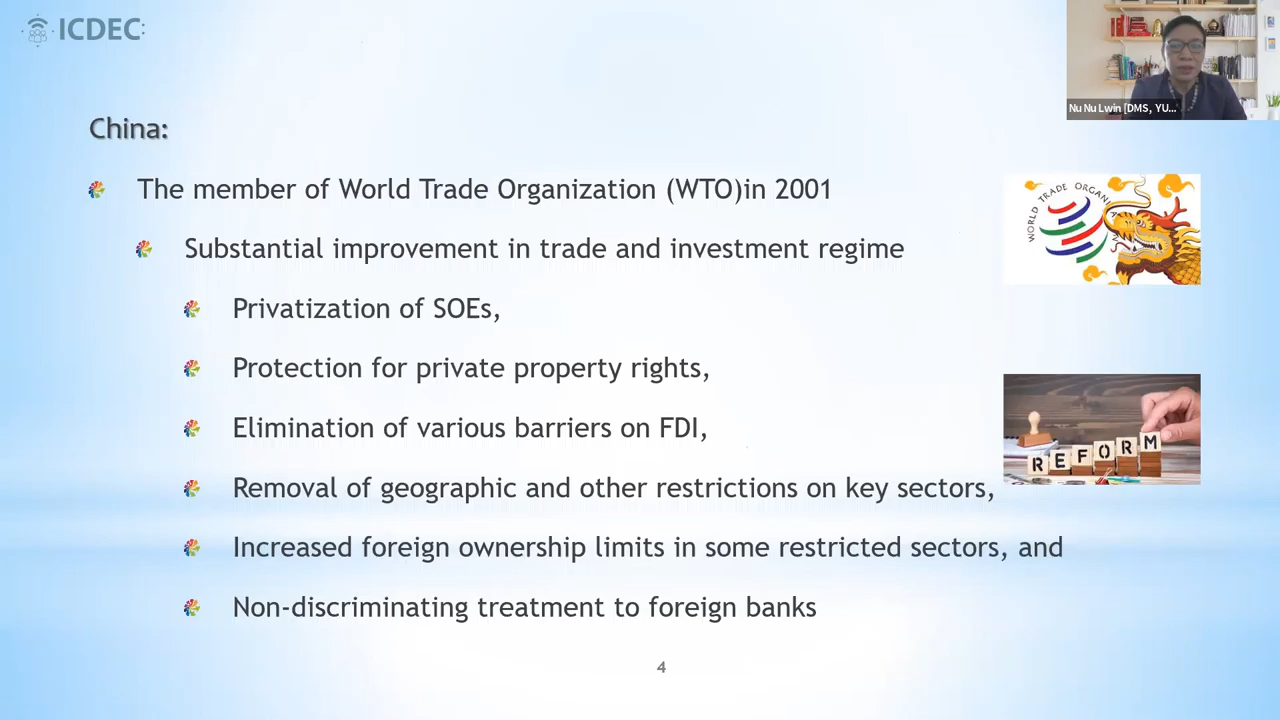 ICDEC
Nu Nu Lwin [DMS, YU...
China:
The member of World Trade Organization (WTO)in 2001
WORLD TRADE ORGANI
Substantial improvement in trade and investment regime
Privatization of SOEs,
Protection for private property rights,
Elimination of various barriers on FDI,
REFORM
Removal of geographic and other restrictions on key sectors,
Increased foreign ownership limits in some restricted sectors, and
Non-discriminating treatment to foreign banks
4